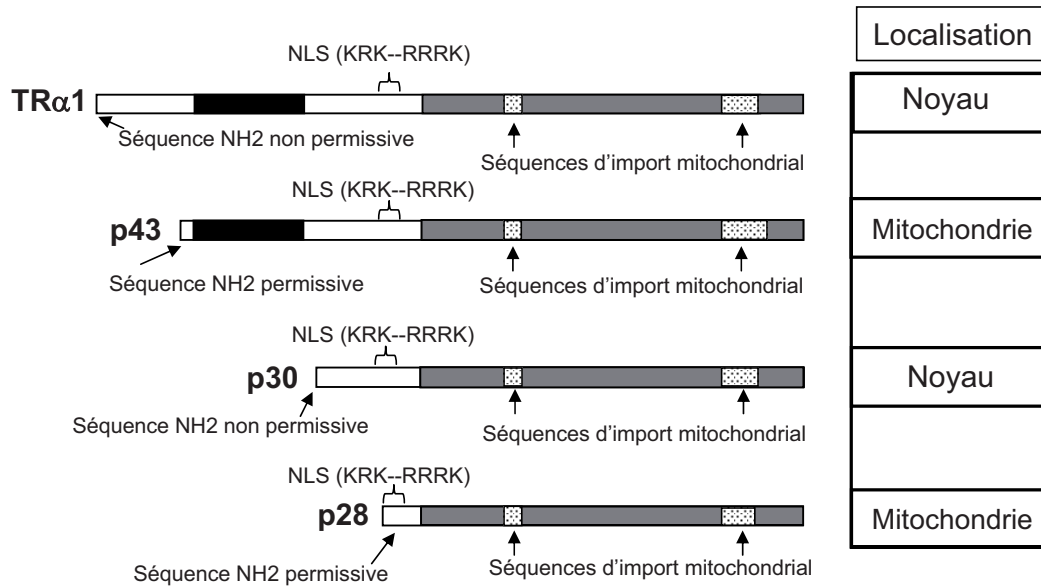 Localisation
NLS (KRK--RRRK)
TRα1
Noyau
Séquence NH2 non permissive
Séquences d'import mitochondrial
NLS (KRK--RRRK)
p43
Mitochondrie
Séquence NH2 permissive
Séquences d'import mitochondrial
NLS (KRK--RRRK)
p30
Noyau
Séquence NH2 non permissive
Séquences d'import mitochondrial
NLS (KRK--RRRK)
p28
Mitochondrie
Séquence NH2 permissive
Séquences d'import mitochondrial